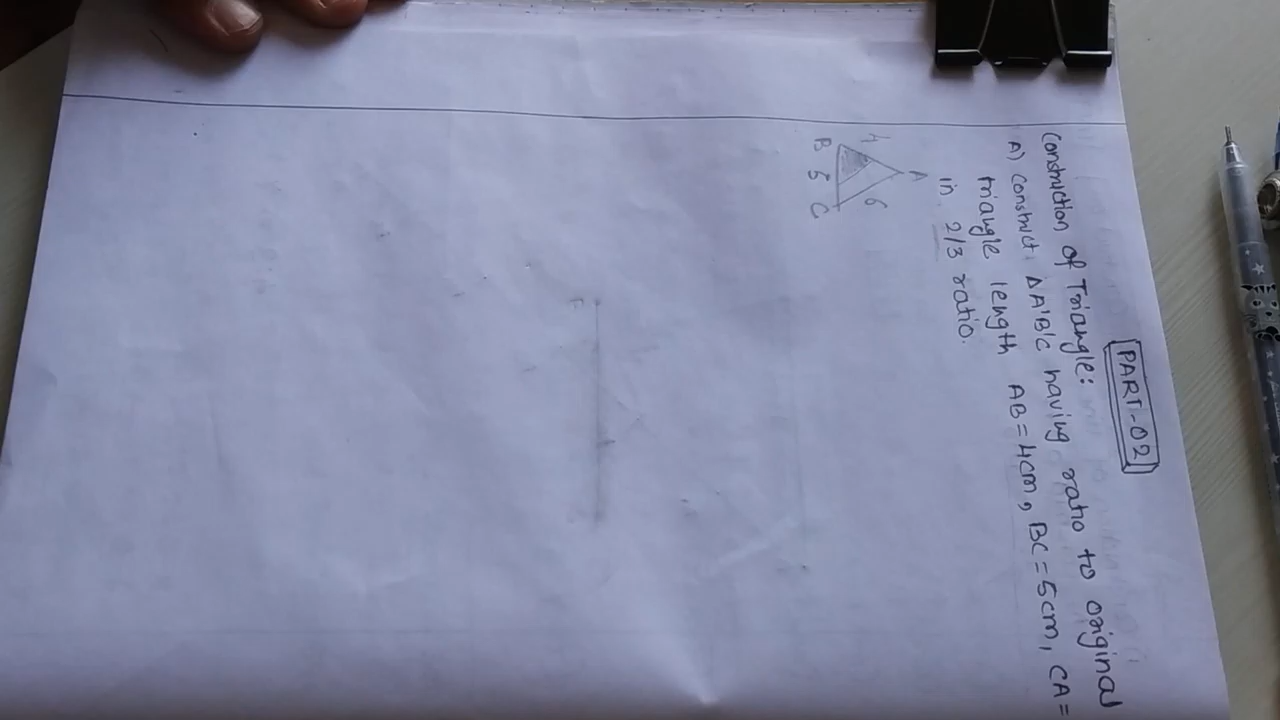 PART-02
Construction of Triangle:
A) Construct ΔA'B'C having ratio to original
triangle length AB=4cm, BC=5cm, CA=
in 2/3 ratio.
A
4 6
B 5 C